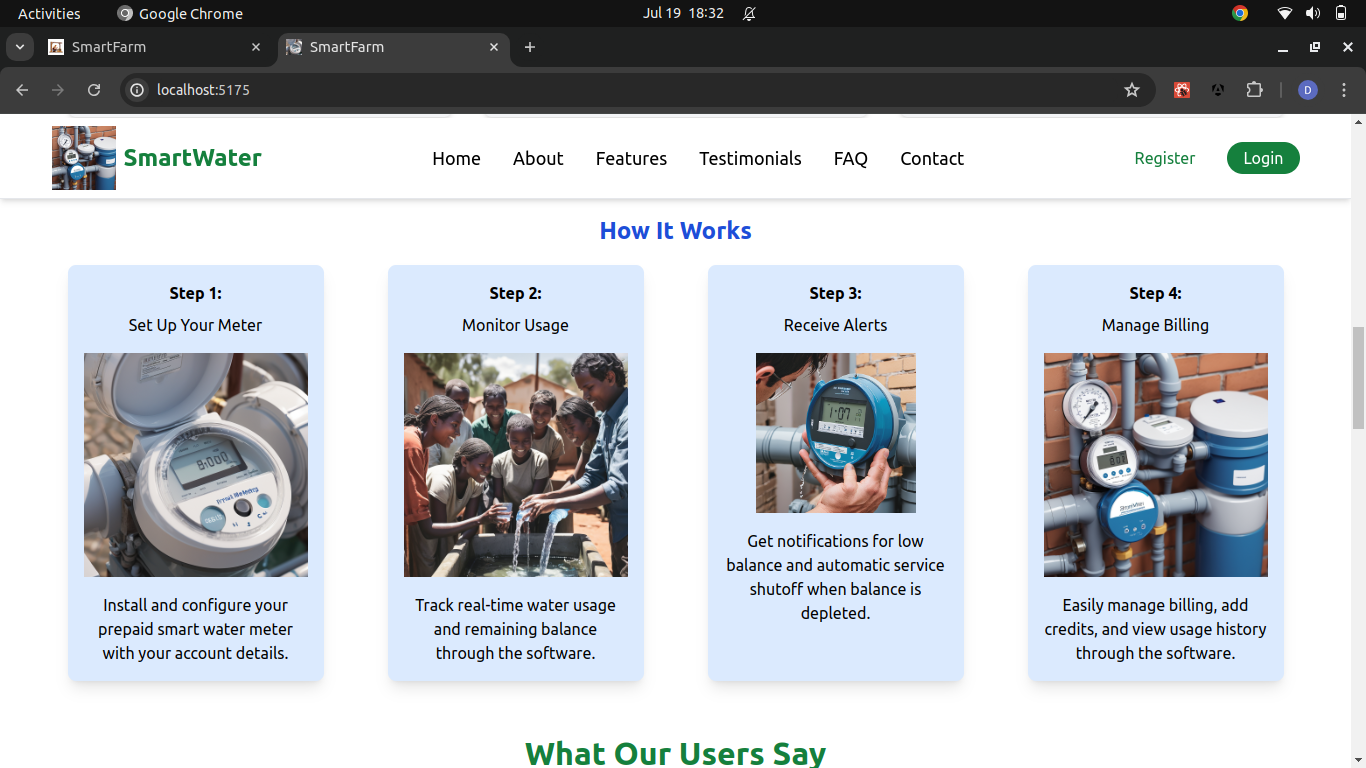 Activities
Google Chrome
Jul 19 18:32
SmartFarm
SmartFarm
localhost:5175
D
SmartWater
Home
About
Features
Testimonials
FAQ
Contact
Register
Login
How It Works
Step 1:
Set Up Your Meter
Install and configure your
prepaid smart water meter
with your account details.
Step 2:
Monitor Usage
Track real-time water usage
and remaining balance
through the software.
Step 3:
Receive Alerts
1:07
Get notifications for low
balance and automatic service
shutoff when balance is
depleted.
Step 4:
Manage Billing
Easily manage billing, add
credits, and view usage history
through the software.
What Our Users Say